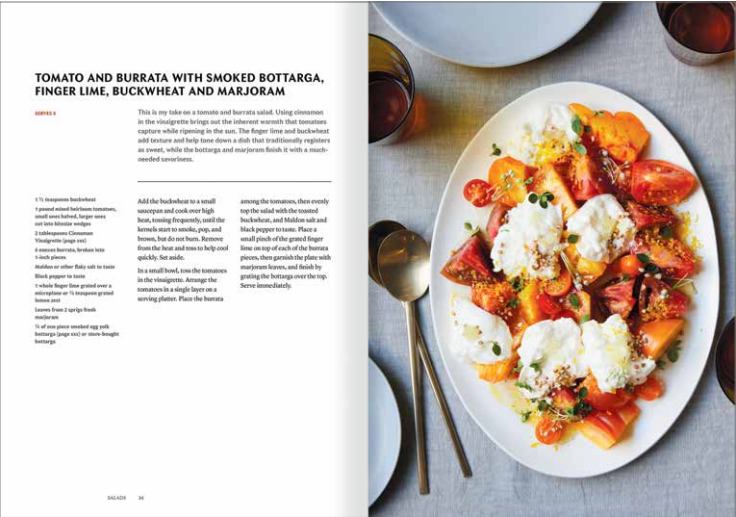 TOMATO AND BURRATA WITH SMOKED BOTTARGA,
FINGER LIME, BUCKWHEAT AND MARJORAM
SERVES 4
This is my take on a tomato and burrata salad. Using cinnamon
in the vinaigrette brings out the inherent warmth that tomatoes
capture while ripening in the sun. The finger lime and buckwheat
add texture and help tone down a dish that traditionally registers
as sweet, while the bottarga and marjoram finish it with a much-
needed savoriness.
1 ½ teaspoons buckwheat
1 pound mixed heirloom tomatoes,
small ones halved, larger ones
cut into bitesize wedges
2 tablespoons Cinnamon
Vinaigrette (page xxx)
6 ounces burrata, broken into
1-inch pieces
Maldon or other flaky salt to taste
Black pepper to taste
1 whole finger lime grated over a
microplane or ½ teaspoon grated
lemon zest
Leaves from 2 sprigs fresh
marjoram
of one piece smoked egg yolk
bottarga (page xxx) or store-bought
bottarga
Add the buckwheat to a small
saucepan and cook over high
heat, tossing frequently, until the
kernels start to smoke, pop, and
brown, but do not burn. Remove
from the heat and toss to help cool
quickly. Set aside.
In a small bowl, toss the tomatoes
in the vinaigrette. Arrange the
tomatoes in a single layer on a
serving platter. Place the burrata
among the tomatoes, then evenly
top the salad with the toasted
buckwheat, and Maldon salt and
black pepper to taste. Place a
small pinch of the grated finger
lime on top of each of the burrata
pieces, then garnish the plate with
marjoram leaves, and finish by
grating the bottarga over the top.
Serve immediately.
SALADS 36